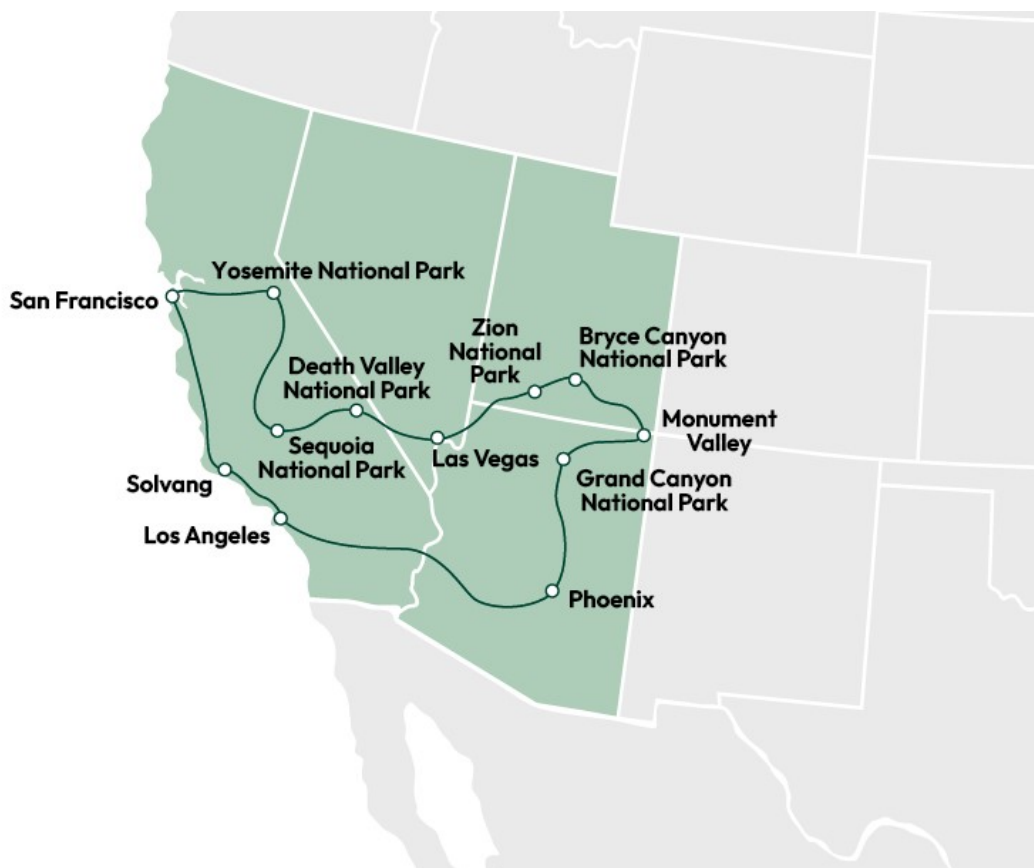 Yosemite National Park
San Francisco
Zion
National
Park
Bryce Canyon
National Park
Death Valley
National Park
Monument
Valley
Sequoia
National Park
Las Vegas
Grand Canyon
National Park
Solvang
Los Angeles
Phoenix